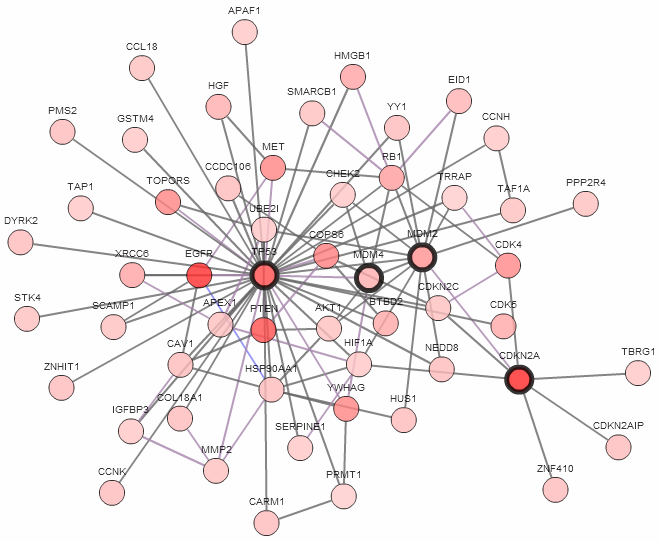 APAF1
CCL18
HMGB1
HGF
SMARCB1
EID1
PMS2
GSTM4
YY1
CCNH
MET
CCDC106
RB1
TOPORS
CHEK2
TRRAP
TAF1A
PPP2R4
TAP1
UBE2I
DYRK2
COPS6
MDM2
CDK4
XRCC6
EGFR
TP53
MDM4
STK4
SCAMP1
APEX1
PTEN
AKT1
BTBD2
CDKN2C
CDK6
CAV1
HIF1A
NEDD8
CDKN2A
TBRG1
ZNHIT1
HSP90AA1
YWHAG
IGFBP3
COL18A1
HUS1
SERPINE1
CDKN2AIP
MMP2
CCNK
PRMT1
ZNF410
CARM1